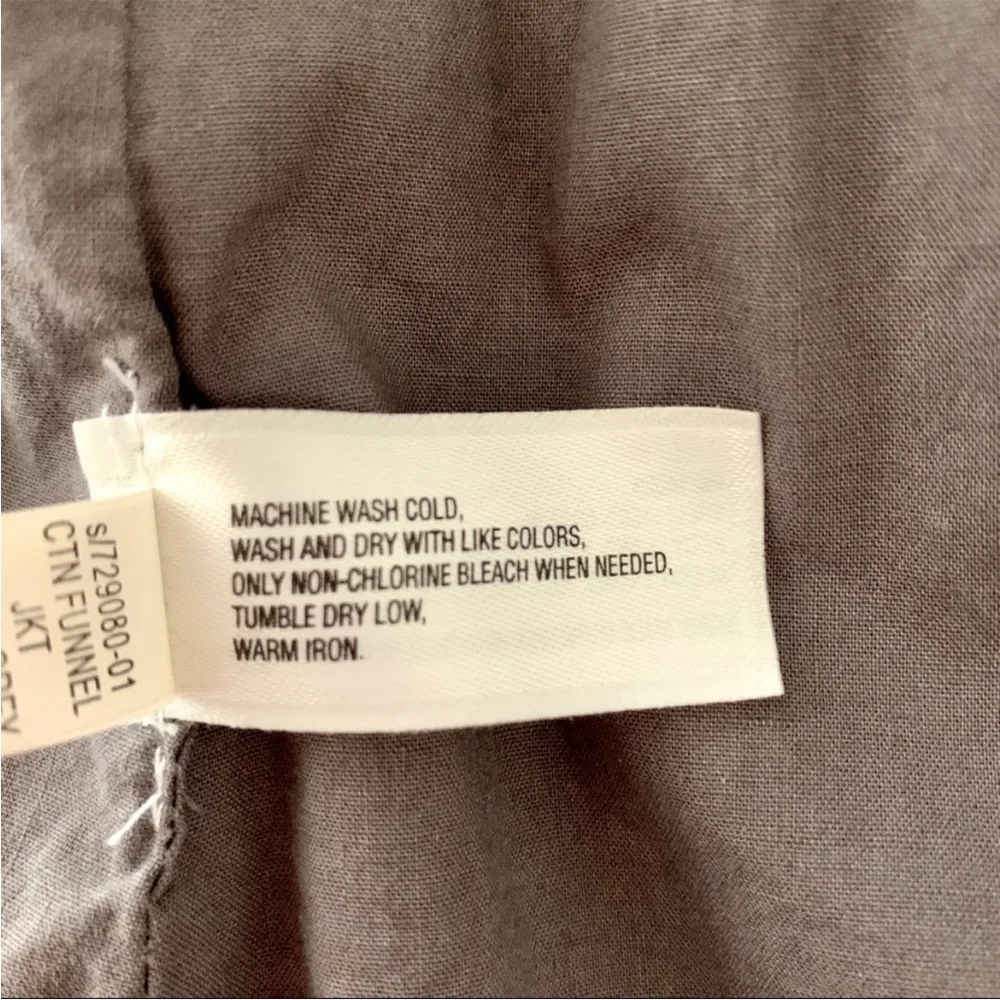 MACHINE WASH COLD,
WASH AND DRY WITH LIKE COLORS,
ONLY NON-CHLORINE BLEACH WHEN NEEDED,
TUMBLE DRY LOW,
WARM IRON.
S/729080-01
CTN FUNNEL
JKT